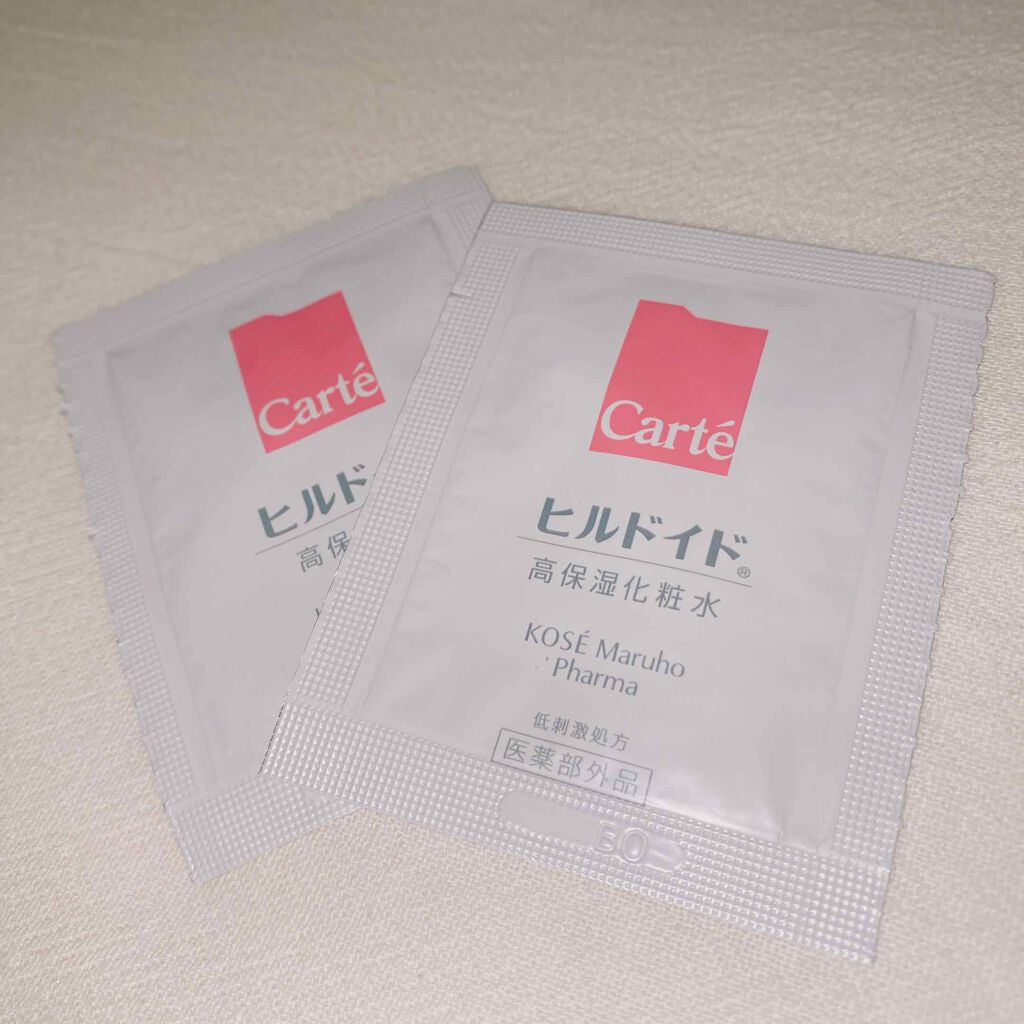 Carté
ヒルド
高保
Carté
ヒルドイド®
高保湿化粧水
KOSÉ Maruho
Pharma
低刺激処方
医薬部外品
BO